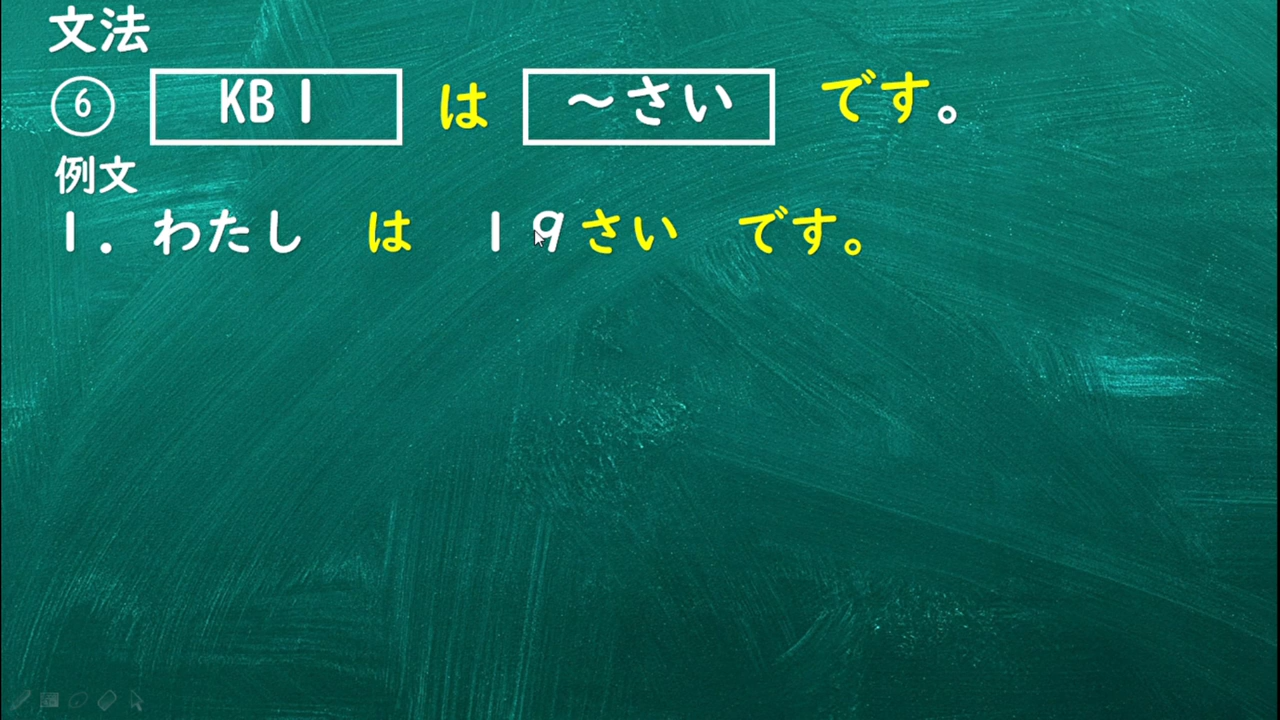 文法
⑥ KB1 は ~さい です。
例文
1. わたし は 19さい です。